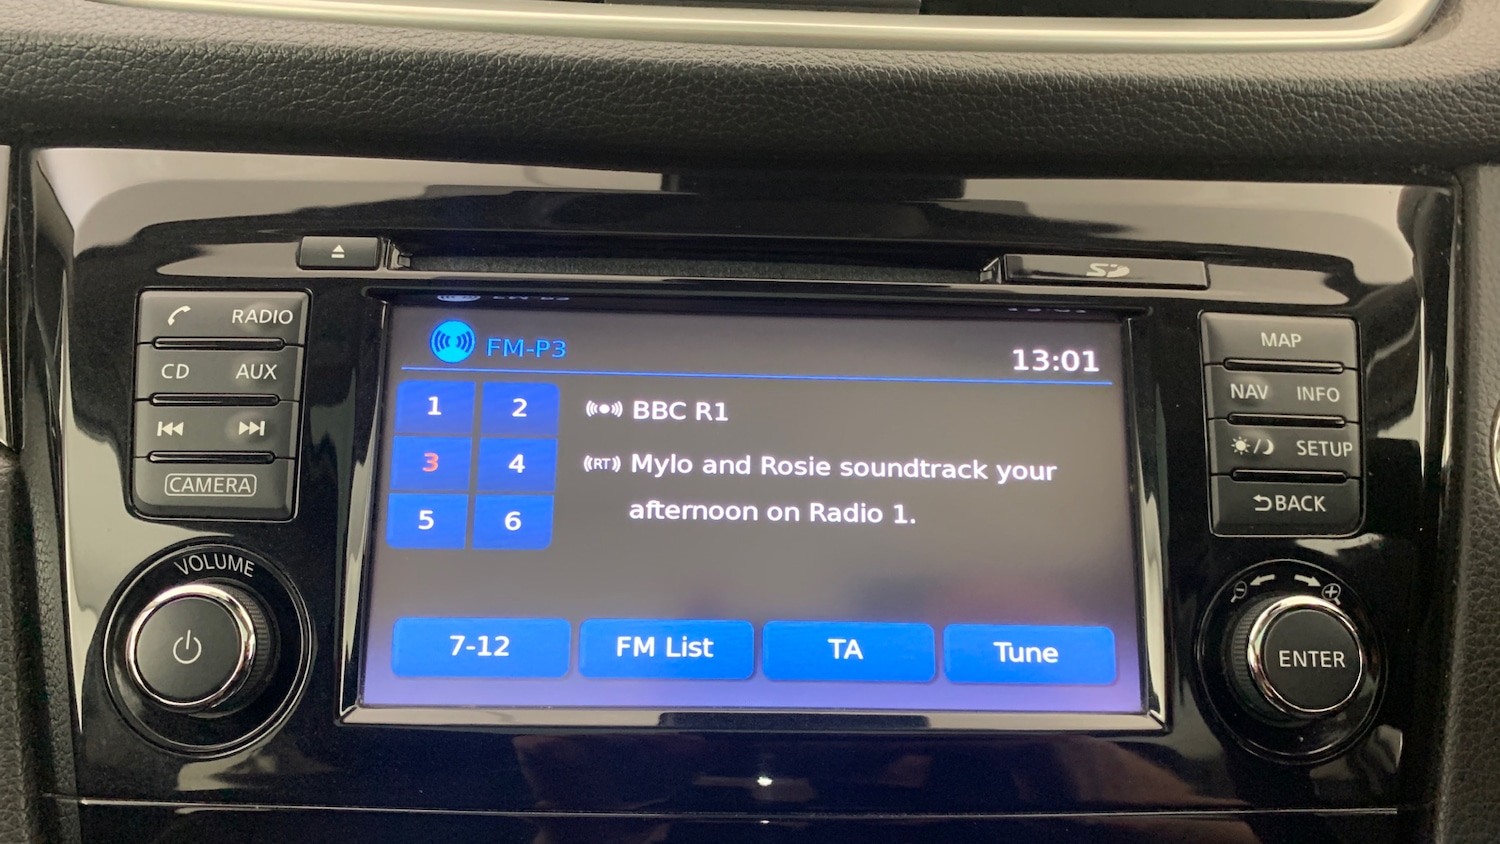 RADIO
CD AUX
CAMERA
VOLUME
SD
FM-P3
13:01
1 2
3 4
5 6
BBC R1
(RT) Mylo and Rosie soundtrack your
afternoon on Radio 1.
7-12 FM List TA Tune
MAP
NAV INFO
SETUP
BACK
ENTER